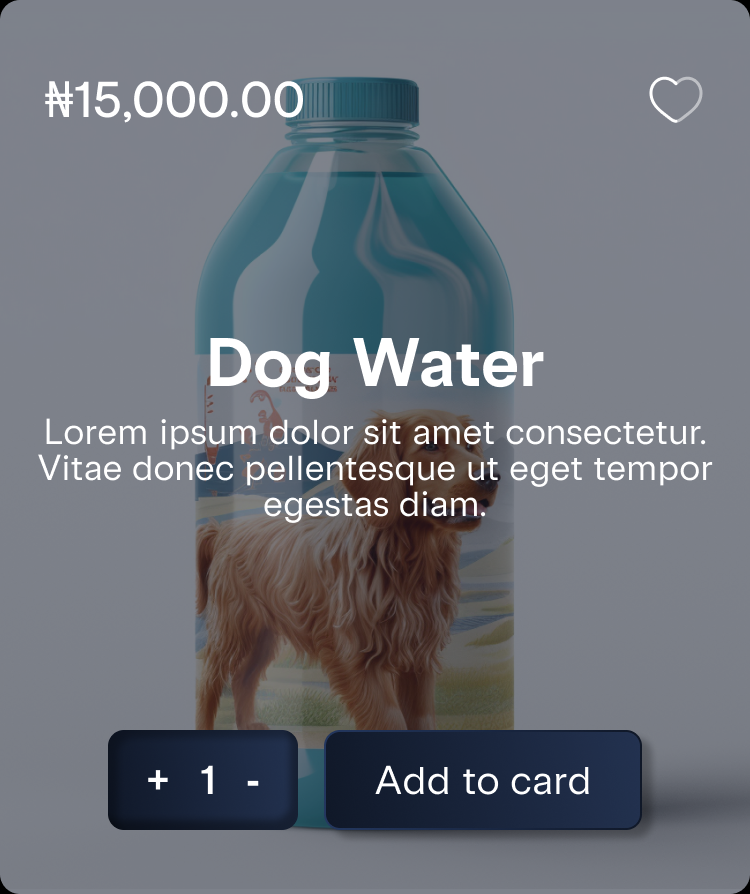 ₦15,000.00
Dog Water
Lorem ipsum dolor sit amet consectetur.
Vitae donec pellentesque ut eget tempor
egestas diam.
+ 1 -
Add to card